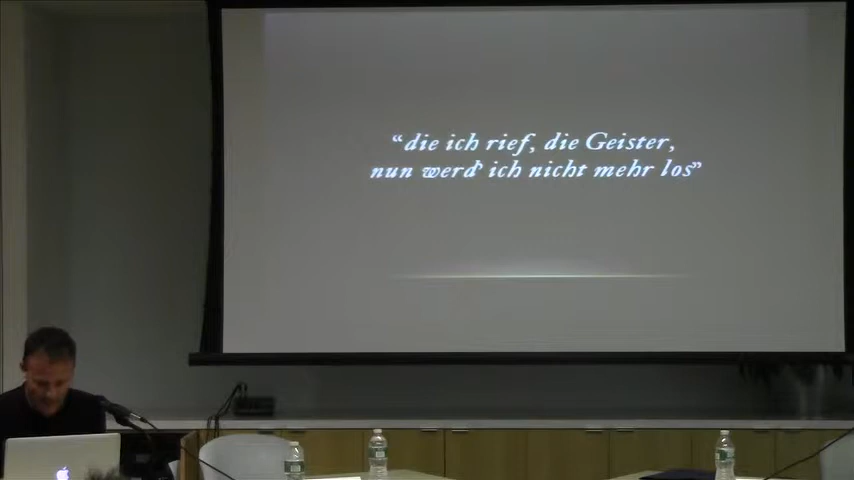 “die ich rief, die Geister,
nun werd’ ich nicht mehr los”